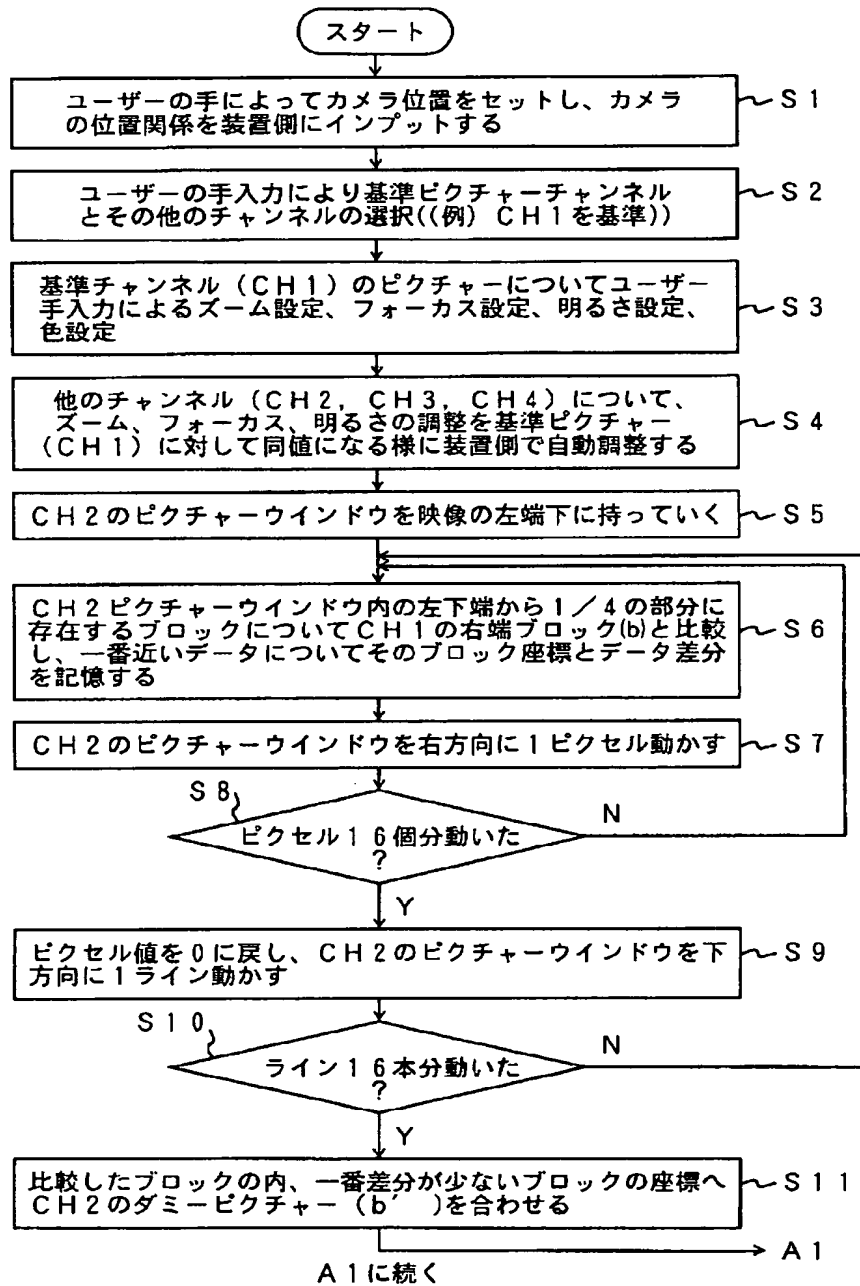 スタート
ユーザーの手によってカメラ位置をセットし、カメラ
の位置関係を装置側にインプットする
S1
ユーザーの手入力により基準ピクチャーチャンネル
とその他のチャンネルの選択((例) CH1を基準))
S2
基準チャンネル(CH1)のピクチャーについてユーザー
手入力によるズーム設定、フォーカス設定、明るさ設定、
色設定
S3
他のチャンネル(CH2, CH3, CH4)について、
ズーム、フォーカス、明るさの調整を基準ピクチャー
(CH1)に対して同値になる様に装置側で自動調整する
S4
CH2のピクチャーウインドウを映像の左端下に持っていく
S5
CH2ピクチャーウインドウ内の左下端から1/4の部分に
存在するブロックについてCH1の右端ブロック(b)と比較
し、一番近いデータについてそのブロック座標とデータ差分
を記憶する
S6
CH2のピクチャーウインドウを右方向に1ピクセル動かす
S7
S8
ピクセル16個分動いた
?
N
Y
ピクセル値を0に戻し、CH2のピクチャーウインドウを下
方向に1ライン動かす
S9
S10
ライン16本分動いた
?
N
Y
比較したブロックの内、一番差分が少ないブロックの座標へ
CH2のダミーピクチャー(b′ )を合わせる
S11
A1
A1に続く